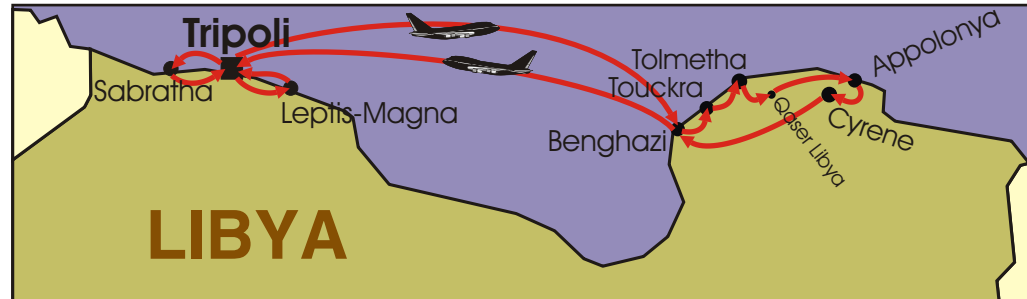 Tripoli
Sabratha
Leptis-Magna
Tolmetha
Touckra
Benghazi
Appolonya
Qaser Libya
Cyrene
LIBYA